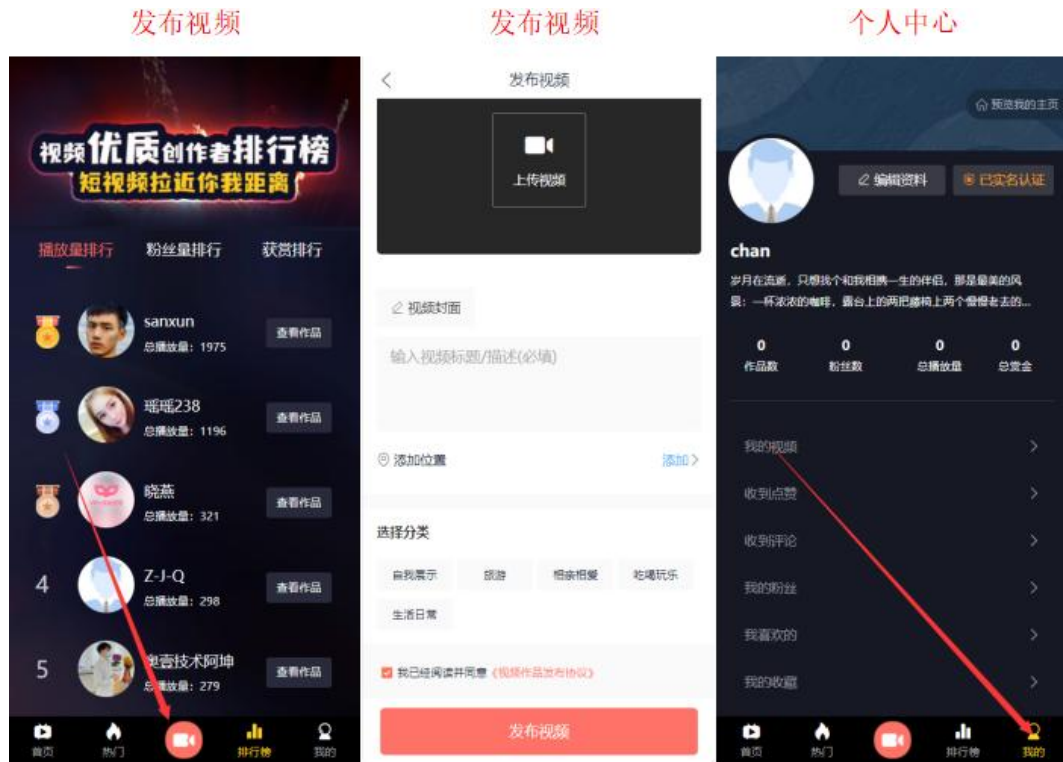 发布视频
发布视频
个人中心
视频优质创作者排行榜
短视频拉近你我距离
播放量排行 粉丝量排行 获赏排行
sanxun
总播放量：1975
查看作品
瑶瑶238
总播放量：1196
查看作品
晓燕
总播放量：321
查看作品
4
Z-J-Q
总播放量：298
查看作品
5
奥壹技术阿坤
总播放量：279
查看作品
首页 热门 排行榜 我的
发布视频
上传视频
视频封面
输入视频标题/描述(必填)
添加位置 添加
选择分类
自我展示 旅游 相亲相爱 吃喝玩乐
生活日常
我已经阅读并同意《视频作品发布协议》
发布视频
预览我的主页
编辑资料 已实名认证
chan
岁月在流逝，只想找个和我相携一生的伴侣，那是最美的风
景：一杯浓浓的咖啡，露台上的两把藤椅上两个慢慢老去的...
0 0 0 0
作品数 粉丝数 总播放量 总赏金
我的视频
收到点赞
收到评论
我的粉丝
我喜欢的
我的收藏
首页 热门 排行榜 我的